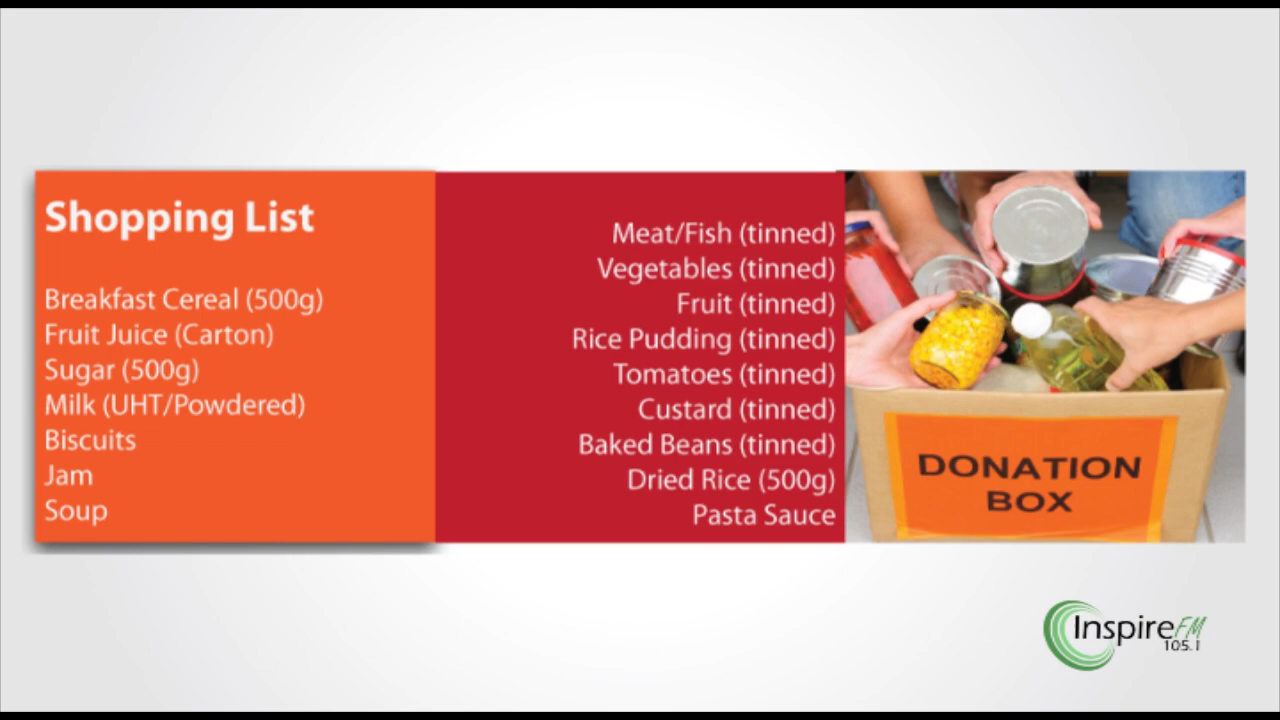 Shopping List
Breakfast Cereal (500g)
Fruit Juice (Carton)
Sugar (500g)
Milk (UHT/Powdered)
Biscuits
Jam
Soup
Meat/Fish (tinned)
Vegetables (tinned)
Fruit (tinned)
Rice Pudding (tinned)
Tomatoes (tinned)
Custard (tinned)
Baked Beans (tinned)
Dried Rice (500g)
Pasta Sauce
DONATION
BOX
InspireFM
105.1